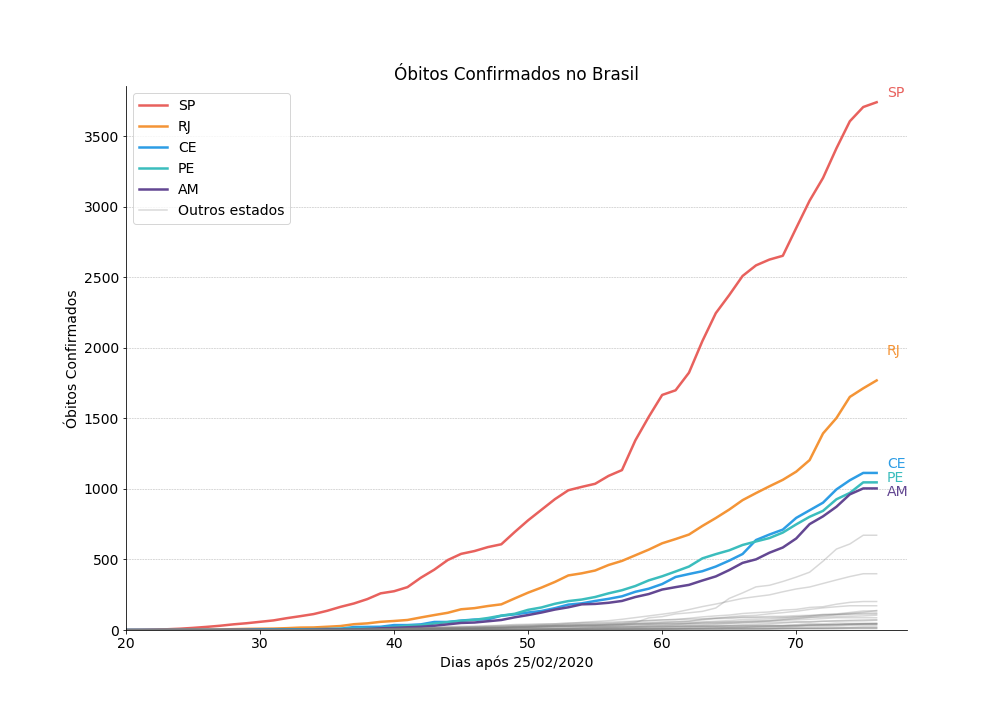 Óbitos Confirmados no Brasil
SP
RJ
CE
PE
AM
Outros estados
3500
3000
2500
2000
1500
1000
500
0
Óbitos Confirmados
SP
RJ
CE
PE
AM
20
30
40
50
60
70
Dias após 25/02/2020